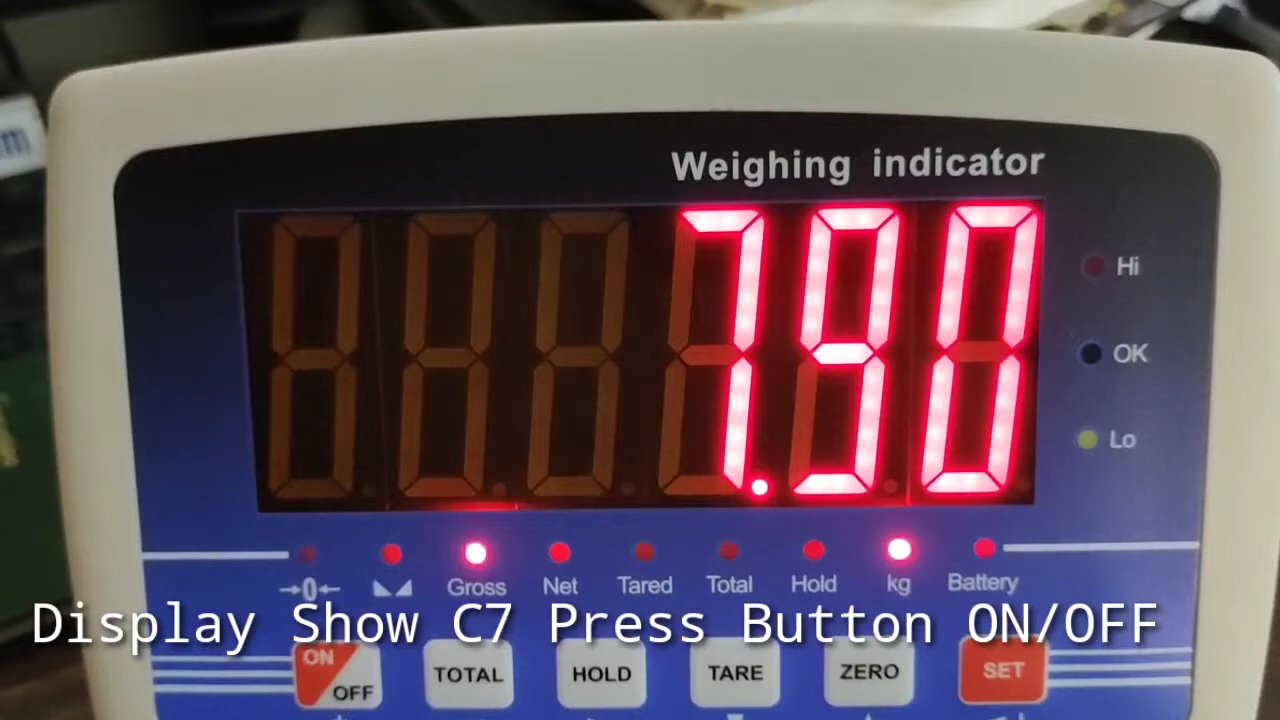 m
Weighing indicator
7.90
Hi
OK
Lo
→0← Gross Net Tared Total Hold kg Battery
Display Show C7 Press Button ON/OFF
ON
OFF
TOTAL
HOLD
TARE
ZERO
SET